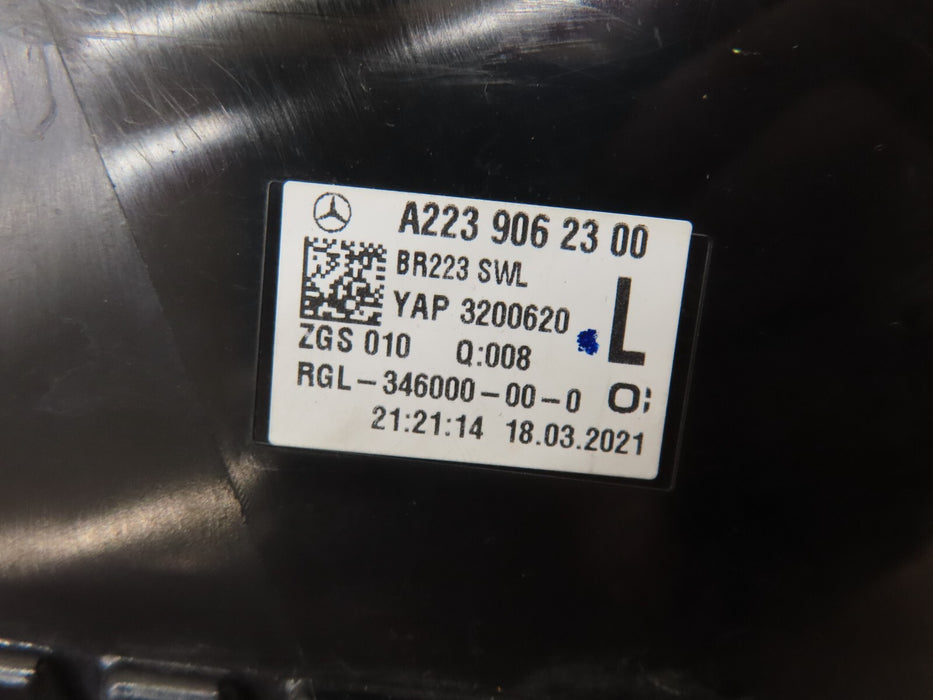 A223 906 23 00
BR223 SWL
YAP 3200620
L
ZGS 010 Q:008
RGL-346000-00-0 O;
21:21:14 18.03.2021